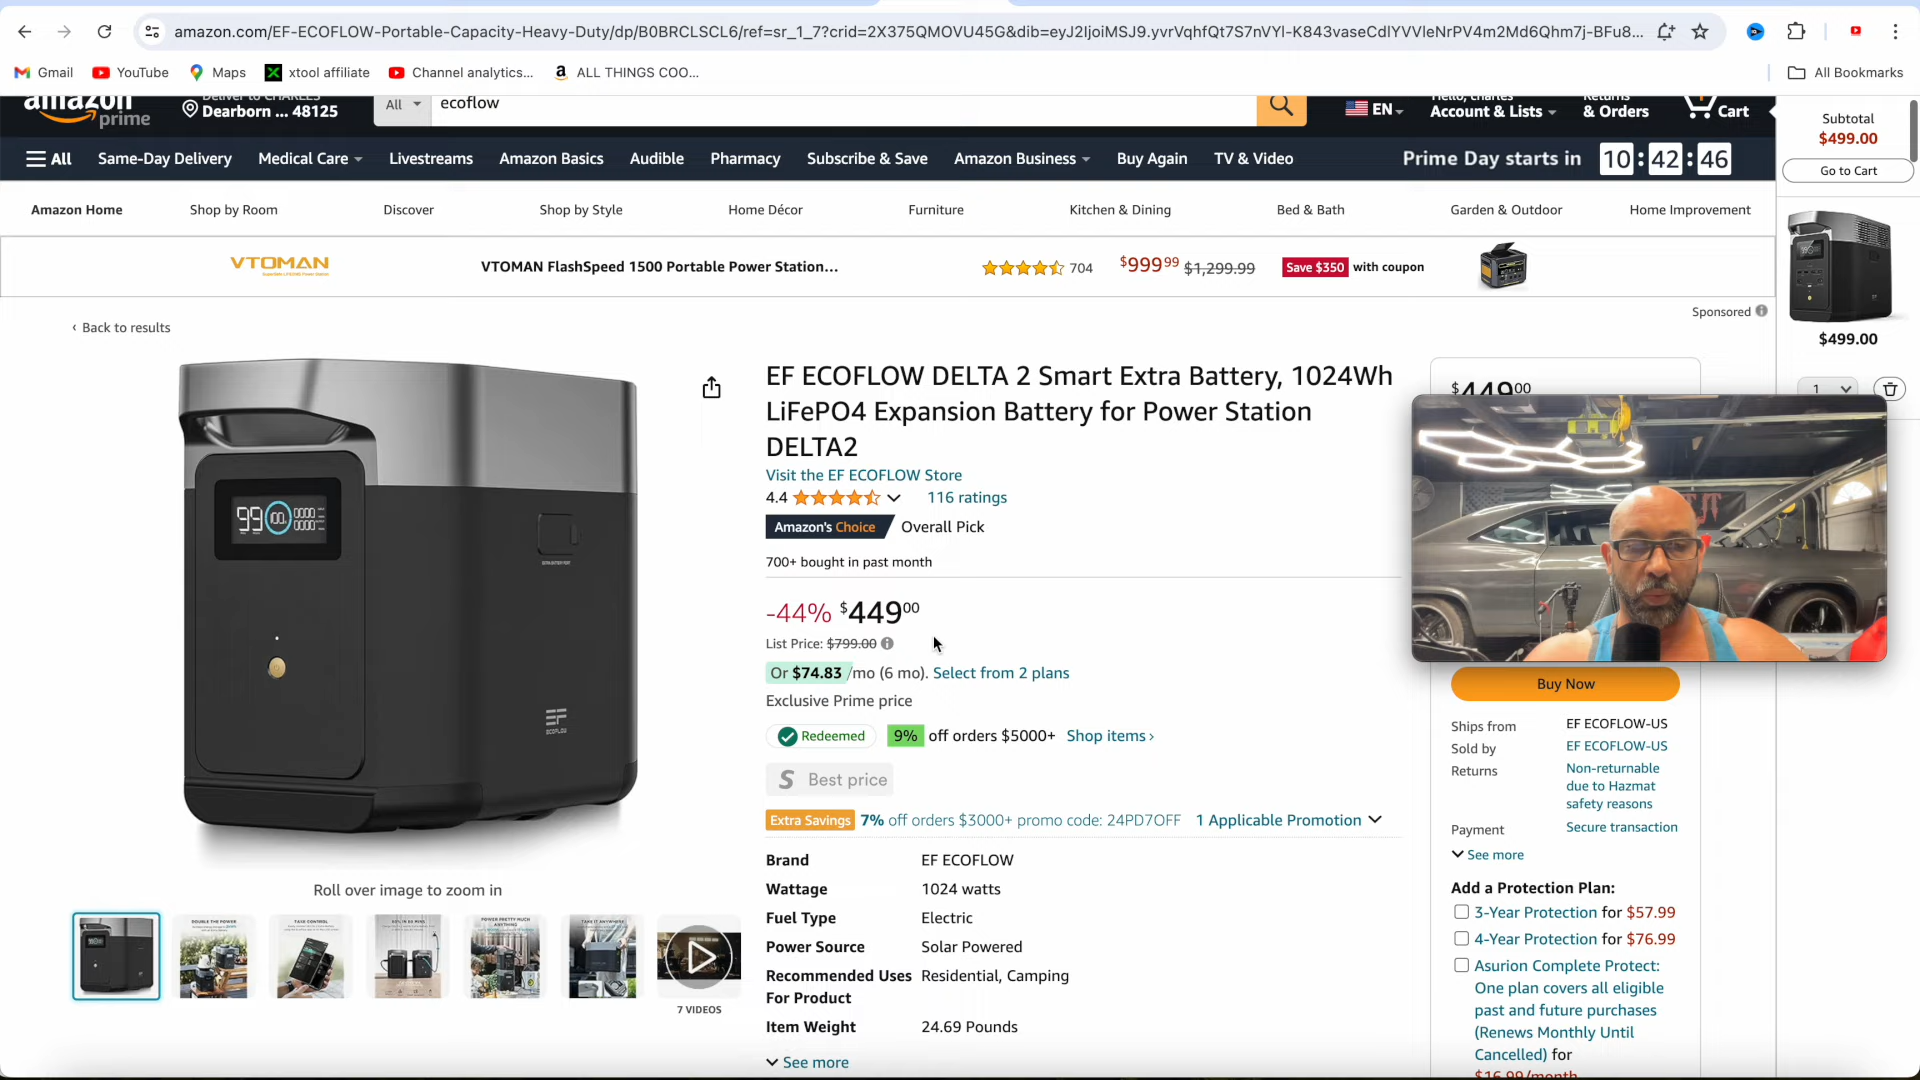 amazon.com/EF-ECOFLOW-Portable-Capacity-Heavy-Duty/dp/B0BRCLSCL6/ref=sr_1_7?crid=2X375QMOVU45G&dib=eyJ2IjoiMSJ9.yvrVqhfQt7S7nVYl-K843vaseCdlYVVleNrPV4m2Md6Qhm7j-BFu8...
Gmail YouTube Maps xtool affiliate Channel analytics... ALL THINGS COO... All Bookmarks
amazon prime
Deliver to CHARLES
Dearborn ... 48125
All
ecoflow
EN
Hello, charles
Account & Lists
Returns
& Orders
Cart
All Same-Day Delivery Medical Care Livestreams Amazon Basics Audible Pharmacy Subscribe & Save Amazon Business Buy Again TV & Video Prime Day starts in 10 : 42 : 46
Subtotal
$499.00
Go to Cart
$499.00
1
Amazon Home Shop by Room Discover Shop by Style Home Décor Furniture Kitchen & Dining Bed & Bath Garden & Outdoor Home Improvement
VTOMAN VTOMAN FlashSpeed 1500 Portable Power Station... 704 $999.99 $1,299.99 Save $350 with coupon
Sponsored
‹ Back to results
EF ECOFLOW DELTA 2 Smart Extra Battery, 1024Wh
LiFePO4 Expansion Battery for Power Station
DELTA2
Visit the EF ECOFLOW Store
4.4 116 ratings
Amazon's Choice Overall Pick
700+ bought in past month
-44% $449.00
List Price: $799.00
Or $74.83 /mo (6 mo). Select from 2 plans
Exclusive Prime price
Redeemed 9% off orders $5000+ Shop items ›
S Best price
Extra Savings 7% off orders $3000+ promo code: 24PD7OFF 1 Applicable Promotion
Brand EF ECOFLOW
Wattage 1024 watts
Fuel Type Electric
Power Source Solar Powered
Recommended Uses For Product Residential, Camping
Item Weight 24.69 Pounds
See more
99 100
EF
ECOFLOW
Roll over image to zoom in
DOUBLE THE POWER
7 VIDEOS
$449.00
Buy Now
Ships from EF ECOFLOW-US
Sold by EF ECOFLOW-US
Returns Non-returnable
due to Hazmat
safety reasons
Payment Secure transaction
See more
Add a Protection Plan:
3-Year Protection for $57.99
4-Year Protection for $76.99
Asurion Complete Protect:
One plan covers all eligible
past and future purchases
(Renews Monthly Until
Cancelled) for
$16.99/month